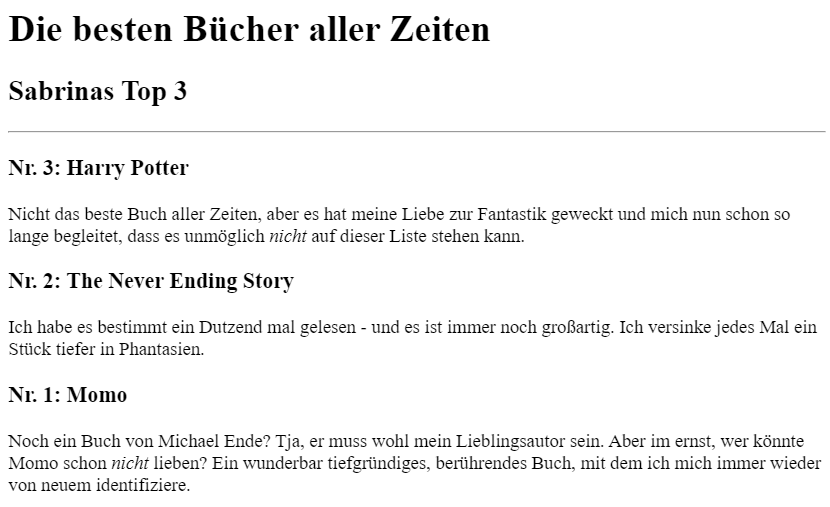 Die besten Bücher aller Zeiten
Sabrinas Top 3
Nr. 3: Harry Potter
Nicht das beste Buch aller Zeiten, aber es hat meine Liebe zur Fantastik geweckt und mich nun schon so
lange begleitet, dass es unmöglich nicht auf dieser Liste stehen kann.
Nr. 2: The Never Ending Story
Ich habe es bestimmt ein Dutzend mal gelesen - und es ist immer noch großartig. Ich versinke jedes Mal ein
Stück tiefer in Phantasien.
Nr. 1: Momo
Noch ein Buch von Michael Ende? Tja, er muss wohl mein Lieblingsautor sein. Aber im ernst, wer könnte
Momo schon nicht lieben? Ein wunderbar tiefgründiges, berührendes Buch, mit dem ich mich immer wieder
von neuem identifiziere.